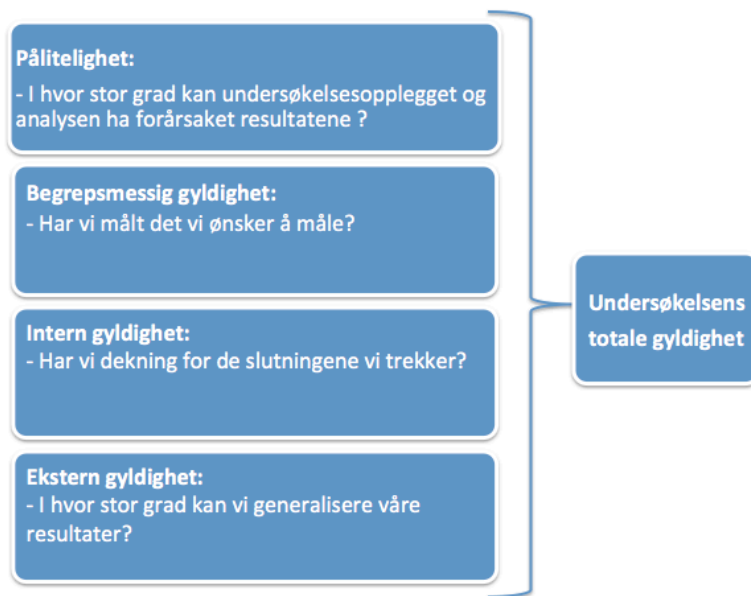 Pålitelighet:
- I hvor stor grad kan undersøkelsesopplegget og
analysen ha forårsaket resultatene ?
Begrepsmessig gyldighet:
- Har vi målt det vi ønsker å måle?
Intern gyldighet:
- Har vi dekning for de slutningene vi trekker?
Ekstern gyldighet:
- I hvor stor grad kan vi generalisere våre
resultater?
Undersøkelsens
totale gyldighet